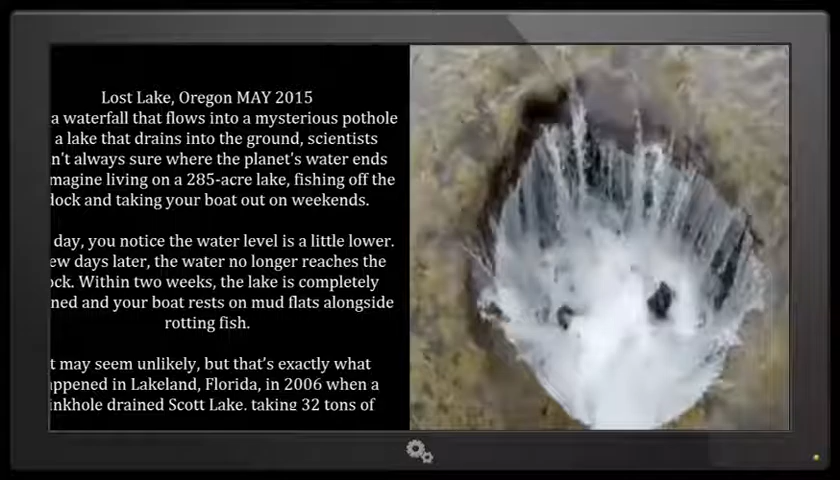 Lost Lake, Oregon MAY 2015
a waterfall that flows into a mysterious pothole
a lake that drains into the ground, scientists
n't always sure where the planet's water ends
magine living on a 285-acre lake, fishing off the
dock and taking your boat out on weekends.
day, you notice the water level is a little lower.
ew days later, the water no longer reaches the
ock. Within two weeks, the lake is completely
ned and your boat rests on mud flats alongside
rotting fish.
t may seem unlikely, but that's exactly what
appened in Lakeland, Florida, in 2006 when a
inkhole drained Scott Lake, taking 32 tons of